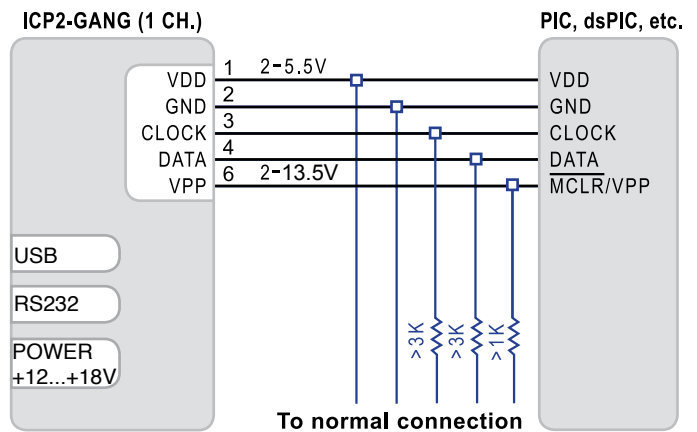 ICP2-GANG (1 CH.)
PIC, dsPIC, etc.
VDD 1 2-5.5V VDD
GND 2 GND
CLOCK 3 CLOCK
DATA 4 DATA
VPP 6 2-13.5V MCLR/VPP
USB
RS232
POWER
+12...+18V
>3K >3K >1K
To normal connection